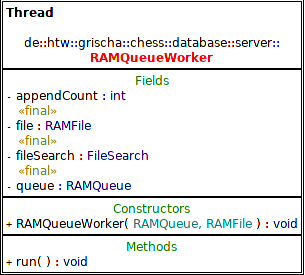 Thread
de::htw::grischa::chess::database::server::
RAMQueueWorker
Fields
- appendCount : int
«final»
- file : RAMFile
«final»
- fileSearch : FileSearch
«final»
- queue : RAMQueue
Constructors
+ RAMQueueWorker( RAMQueue, RAMFile ) : void
Methods
+ run( ) : void